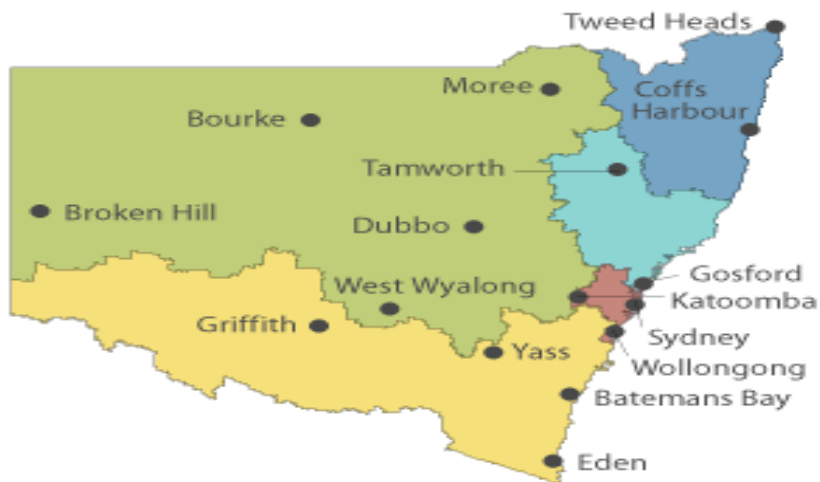 Tweed Heads
Moree
Coffs
Harbour
Bourke
Tamworth
Broken Hill
Dubbo
Gosford
West Wyalong
Katoomba
Griffith
Sydney
Yass
Wollongong
Batemans Bay
Eden